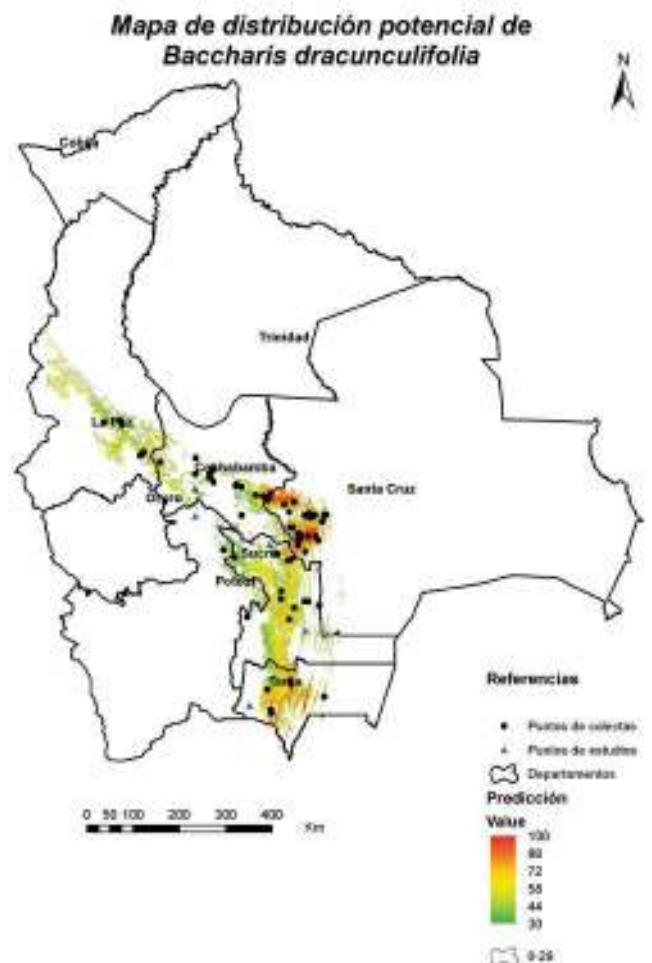 Mapa de distribución potencial de
Baccharis dracunculifolia
N
Cobija
Trinidad
La Paz
Cochabamba
Oruro
Santa Cruz
Sucre
Potosí
Tarija
Referencias
Puntos de colectas
Puntos de estudios
Departamentos
Predicción
Value
100
86
72
58
44
30
0-29
0 50 100 200 300 400
Km